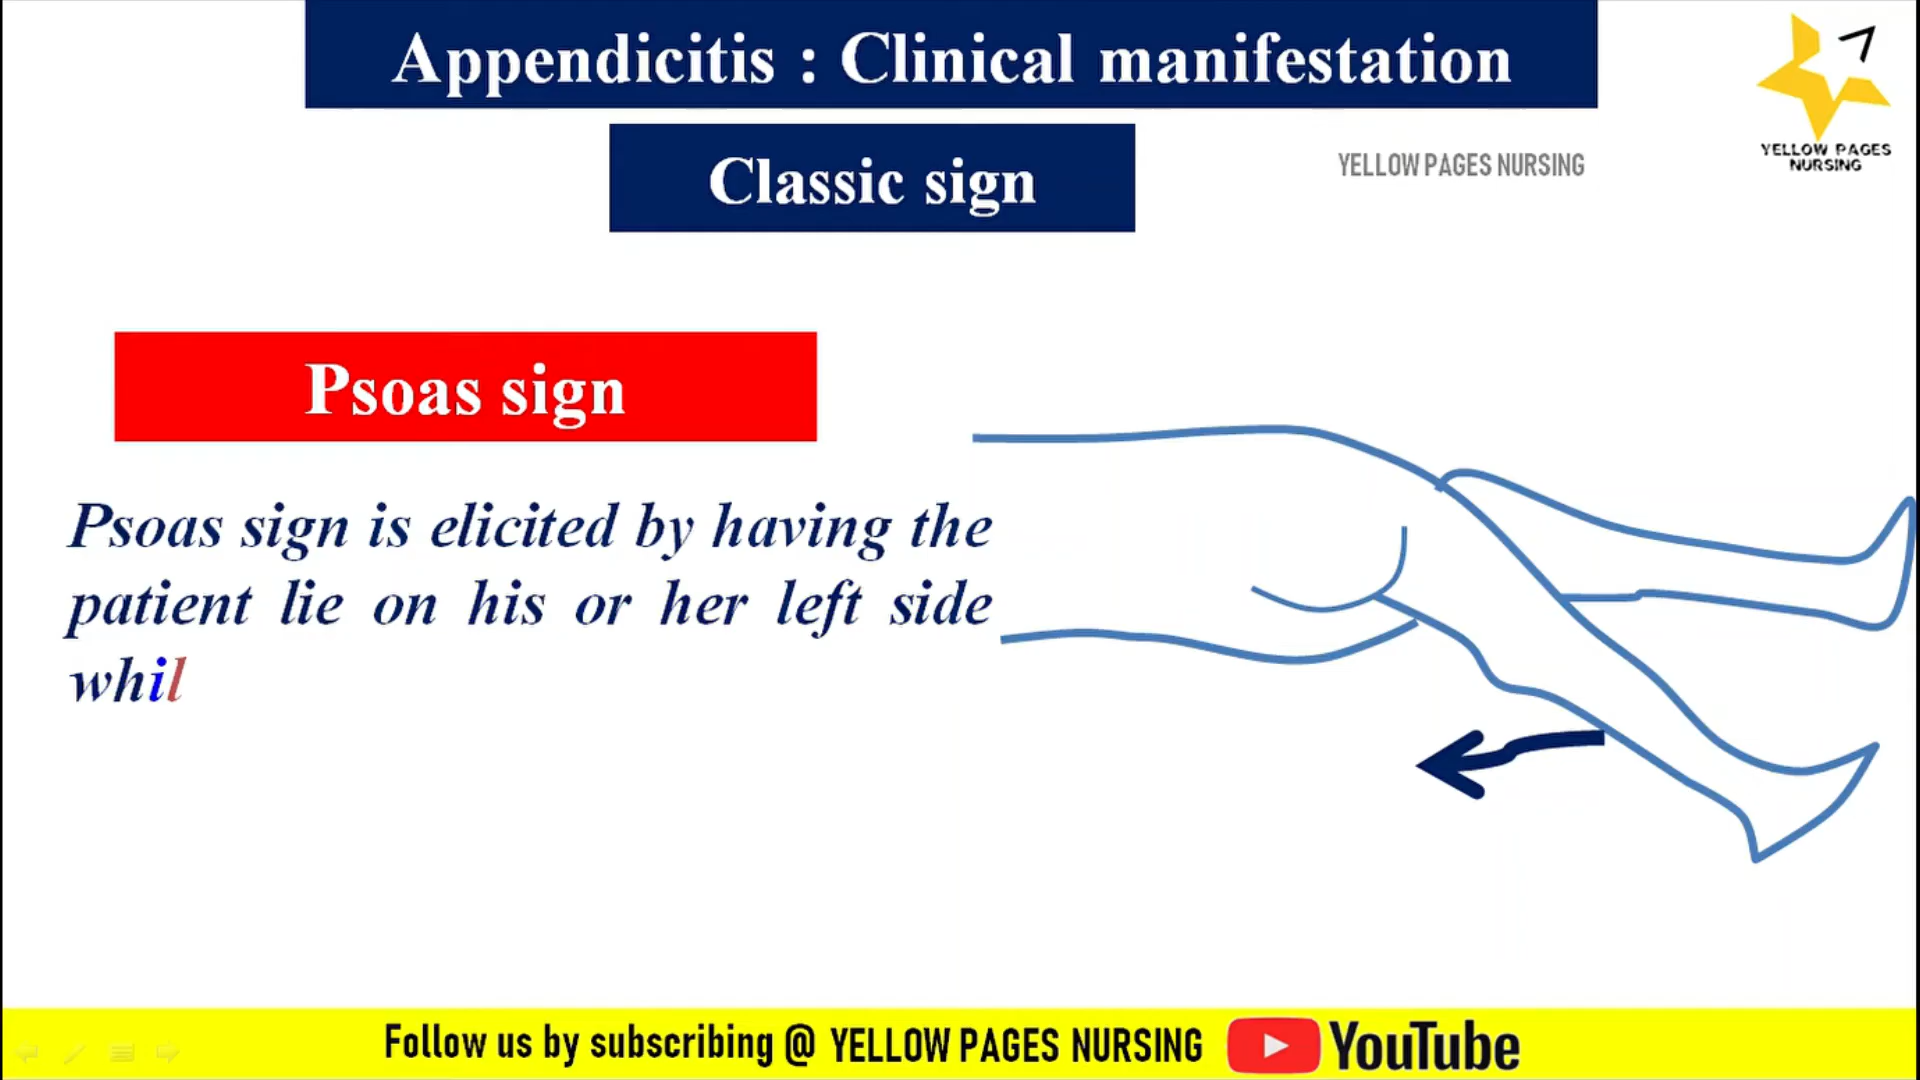 Appendicitis : Clinical manifestation
Classic sign
YELLOW PAGES NURSING
YELLOW PAGES
NURSING
Psoas sign
Psoas sign is elicited by having the
patient lie on his or her left side
whil
Follow us by subscribing @ YELLOW PAGES NURSING YouTube